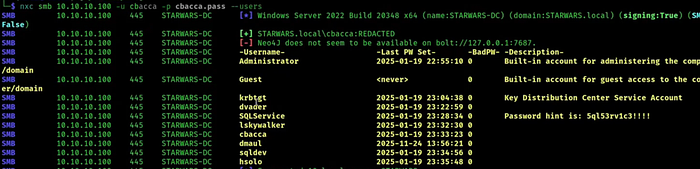 └─$ nxc smb 10.10.10.100 -u cbacca -p cbacca.pass --users
SMB 10.10.10.100 445 STARWARS-DC [*] Windows Server 2022 Build 20348 x64 (name:STARWARS-DC) (domain:STARWARS.local) (signing:True) (S
False)
SMB 10.10.10.100 445 STARWARS-DC [+] STARWARS.local\cbacca:REDACTED
SMB 10.10.10.100 445 STARWARS-DC [-] Neo4J does not seem to be available on bolt://127.0.0.1:7687.
SMB 10.10.10.100 445 STARWARS-DC -Username- -Last PW Set- -BadPW- -Description-
SMB 10.10.10.100 445 STARWARS-DC Administrator 2025-01-19 22:55:10 0 Built-in account for administering the comp
/domain
SMB 10.10.10.100 445 STARWARS-DC Guest <never> 0 Built-in account for guest access to the co
er/domain
SMB 10.10.10.100 445 STARWARS-DC krbtgt 2025-01-19 23:04:38 0 Key Distribution Center Service Account
SMB 10.10.10.100 445 STARWARS-DC dvader 2025-01-19 23:22:59 0
SMB 10.10.10.100 445 STARWARS-DC SQLService 2025-01-19 23:28:34 0 Password hint is: 5ql53rv1c3!!!!
SMB 10.10.10.100 445 STARWARS-DC lskywalker 2025-01-19 23:32:30 0
SMB 10.10.10.100 445 STARWARS-DC cbacca 2025-01-19 23:33:23 0
SMB 10.10.10.100 445 STARWARS-DC dmaul 2025-11-24 13:56:21 0
SMB 10.10.10.100 445 STARWARS-DC sqldev 2025-01-19 23:34:56 0
SMB 10.10.10.100 445 STARWARS-DC hsolo 2025-01-19 23:35:48 0